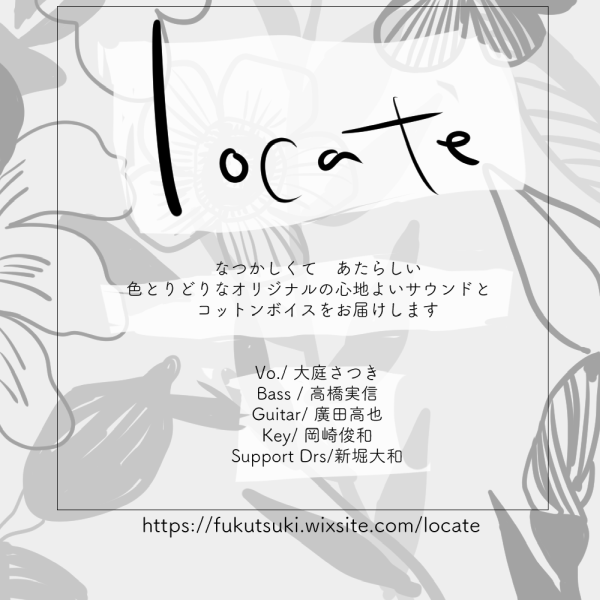 locate
なつかしくて　あたらしい
色とりどりなオリジナルの心地よいサウンドと
コットンボイスをお届けします
Vo./ 大庭さつき
Bass / 高橋実信
Guitar/ 廣田高也
Key/ 岡崎俊和
Support Drs/新堀大和
https://fukutsuki.wixsite.com/locate